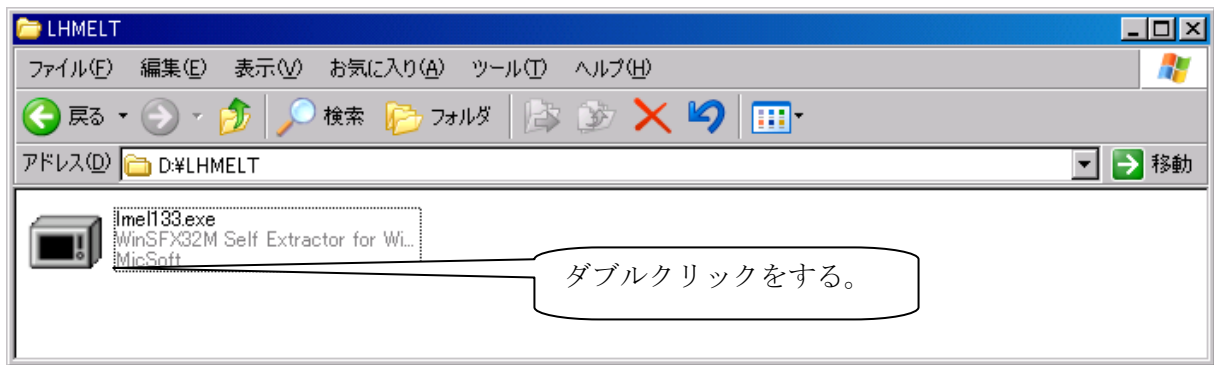 LHMELT
ファイル(F) 編集(E) 表示(V) お気に入り(A) ツール(T) ヘルプ(H)
戻る 検索 フォルダ
アドレス(D) D:¥LHMELT 移動
lmel133.exe
WinSFX32M Self Extractor for Wi...
MicSoft
ダブルクリックをする。